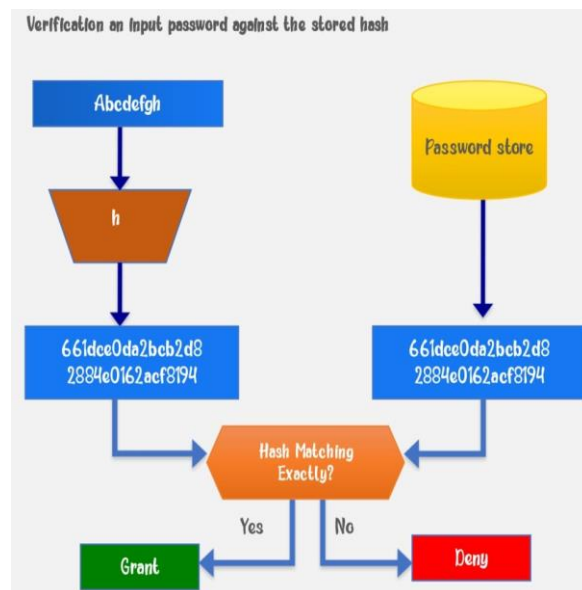 Verification an input password against the stored hash
Abcdefgh
Password store
h
661dce0da2bcb2d8
2884e0162acf8194
661dce0da2bcb2d8
2884e0162acf8194
Hash Matching
Exactly?
Yes
No
Grant
Deny